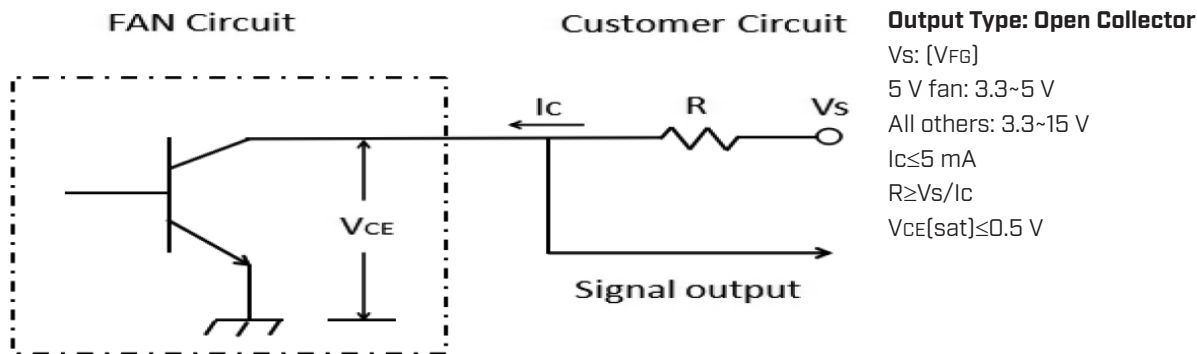 FAN Circuit
Customer Circuit
Ic
R
Vs
VCE
Signal output
Output Type: Open Collector
Vs: (VFG)
5 V fan: 3.3~5 V
All others: 3.3~15 V
Ic≤5 mA
R≥Vs/Ic
VCE(sat)≤0.5 V